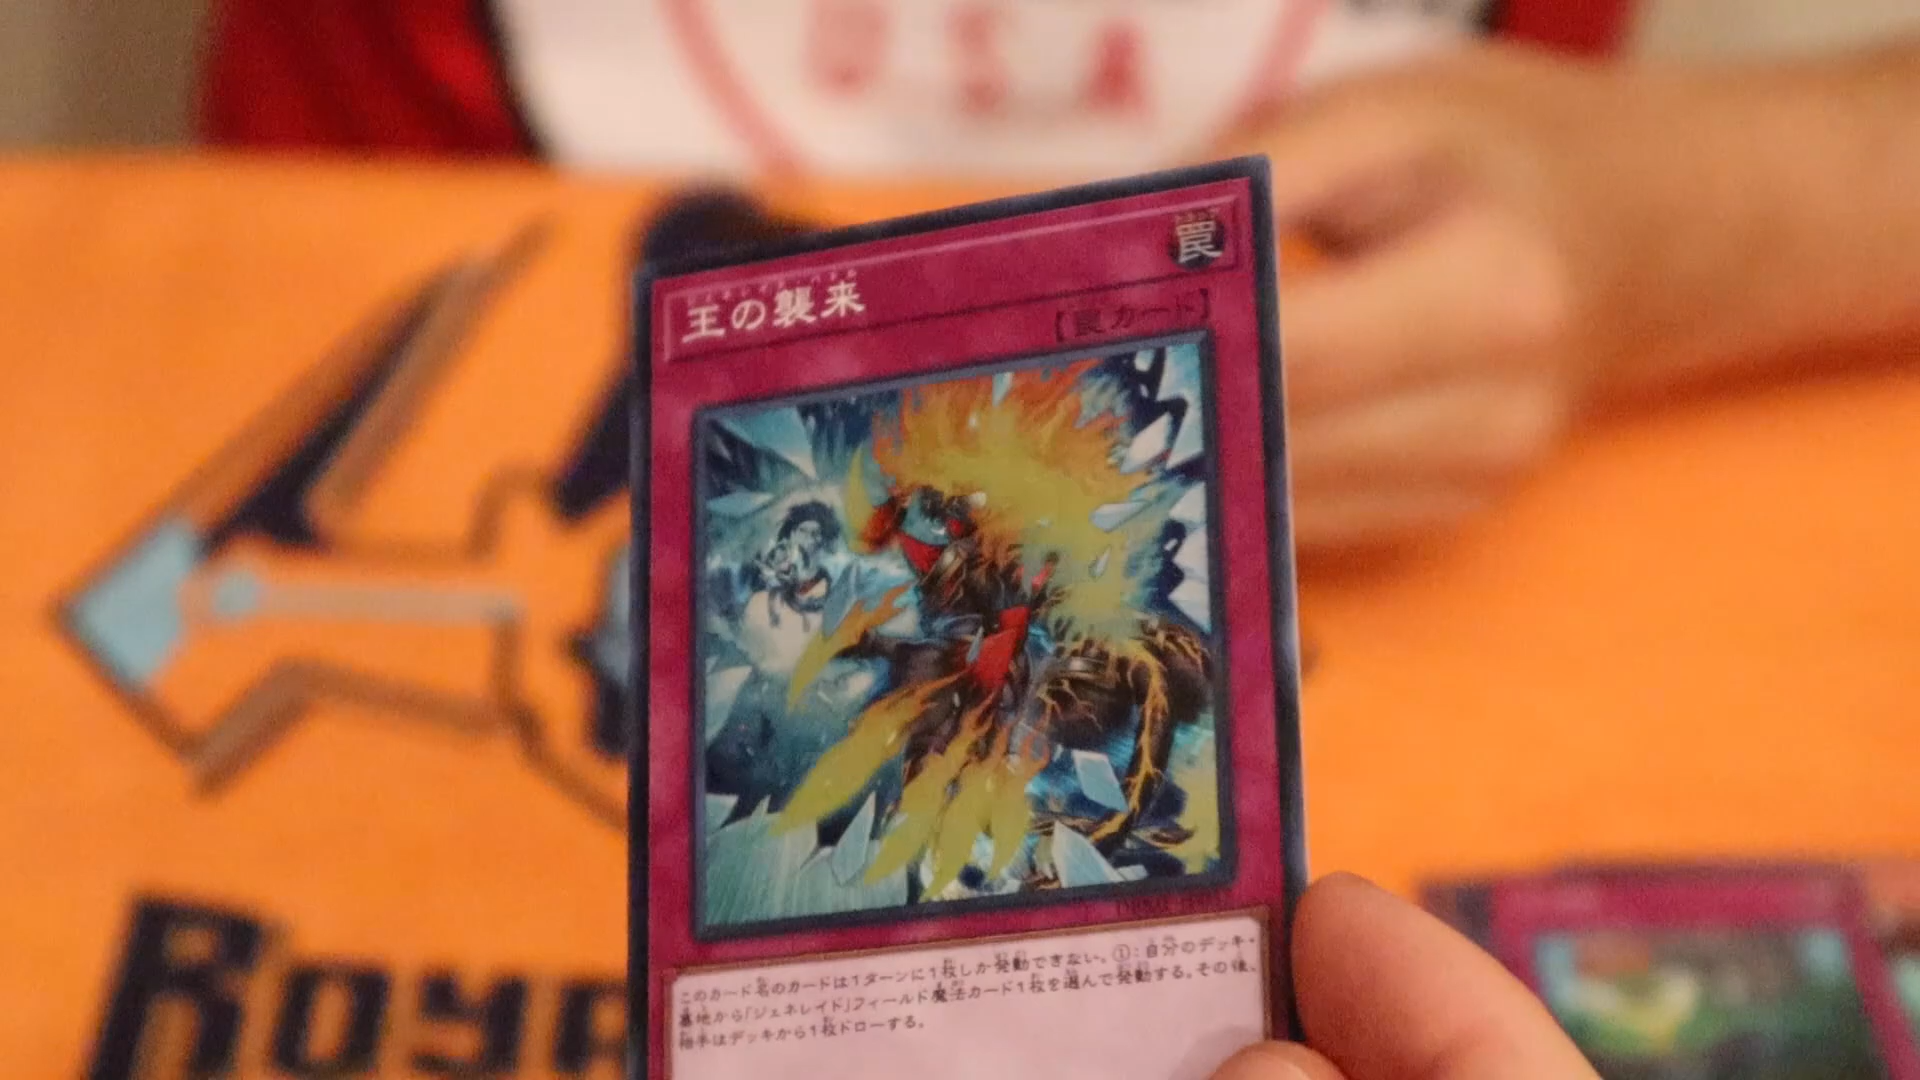 USA
罠
王の襲来
【罠カード】
このカード名のカードは1ターンに1枚しか発動できない。①:自分のデッキ・
墓地から「ジェネレイド」フィールド魔法カード1枚を選んで発動する。その後、
相手はデッキから1枚ドローする。
Roya